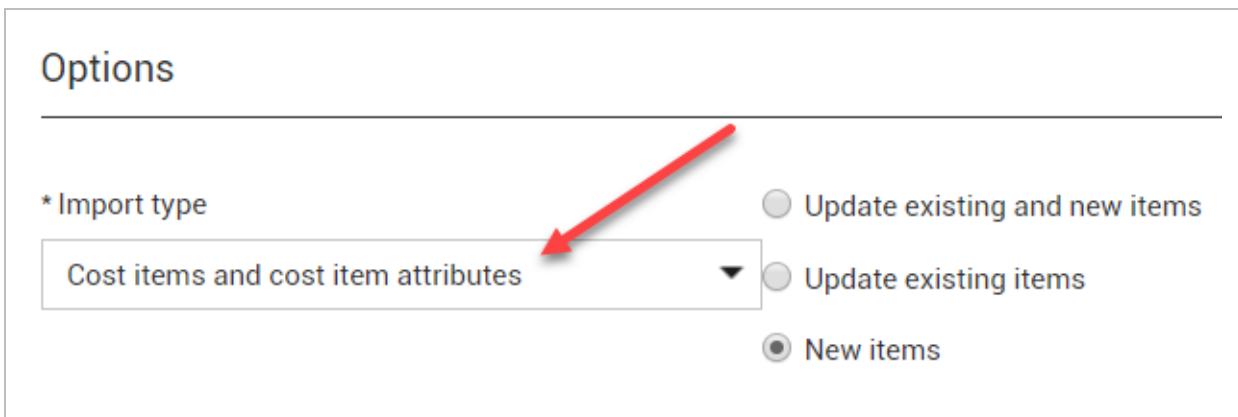 Options
* Import type
Cost items and cost item attributes
Update existing and new items
Update existing items
New items